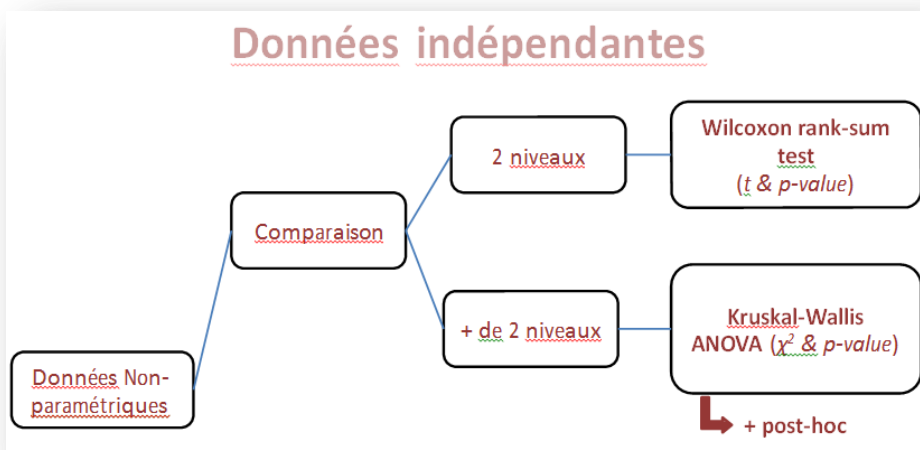 Données indépendantes
2 niveaux
Wilcoxon rank-sum
test
(t & p-value)
Comparaison
+ de 2 niveaux
Kruskal-Wallis
ANOVA (χ² & p-value)
Données Non-
paramétriques
+ post-hoc